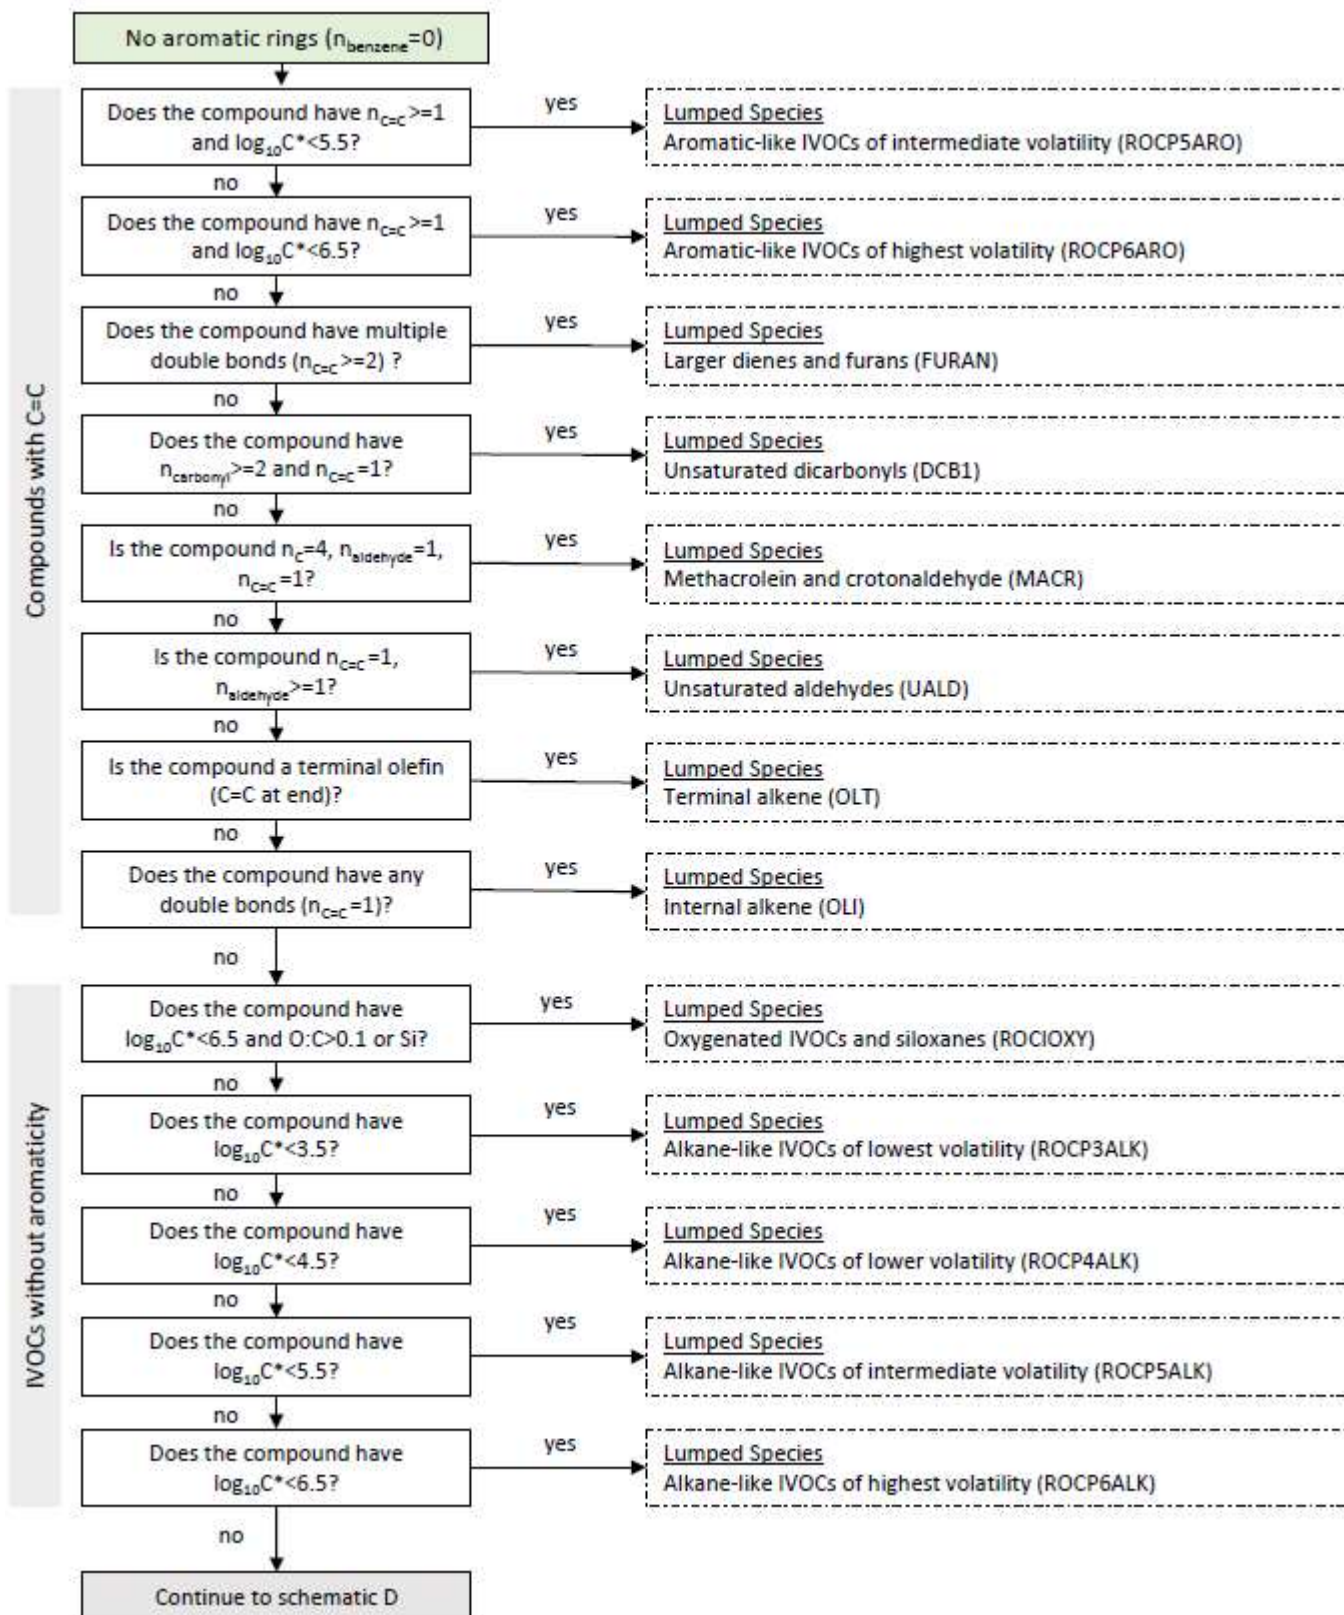 No aromatic rings (n_benzene=0)
Compounds with C=C
Does the compound have n_C=C >=1
and log10C*<5.5?
yes
Lumped Species
Aromatic-like IVOCs of intermediate volatility (ROCP5ARO)
no
Does the compound have n_C=C >=1
and log10C*<6.5?
yes
Lumped Species
Aromatic-like IVOCs of highest volatility (ROCP6ARO)
no
Does the compound have multiple
double bonds (n_C=C >=2) ?
yes
Lumped Species
Larger dienes and furans (FURAN)
no
Does the compound have
n_carbonyl>=2 and n_C=C=1?
yes
Lumped Species
Unsaturated dicarbonyls (DCB1)
no
Is the compound n_C=4, n_aldehyde=1,
n_C=C=1?
yes
Lumped Species
Methacrolein and crotonaldehyde (MACR)
no
Is the compound n_C=C=1,
n_aldehyde>=1?
yes
Lumped Species
Unsaturated aldehydes (UALD)
no
Is the compound a terminal olefin
(C=C at end)?
yes
Lumped Species
Terminal alkene (OLT)
no
Does the compound have any
double bonds (n_C=C=1)?
yes
Lumped Species
Internal alkene (OLI)
no
IVOCs without aromaticity
Does the compound have
log10C*<6.5 and O:C>0.1 or Si?
yes
Lumped Species
Oxygenated IVOCs and siloxanes (ROCIOXY)
no
Does the compound have
log10C*<3.5?
yes
Lumped Species
Alkane-like IVOCs of lowest volatility (ROCP3ALK)
no
Does the compound have
log10C*<4.5?
yes
Lumped Species
Alkane-like IVOCs of lower volatility (ROCP4ALK)
no
Does the compound have
log10C*<5.5?
yes
Lumped Species
Alkane-like IVOCs of intermediate volatility (ROCP5ALK)
no
Does the compound have
log10C*<6.5?
yes
Lumped Species
Alkane-like IVOCs of highest volatility (ROCP6ALK)
no
Continue to schematic D